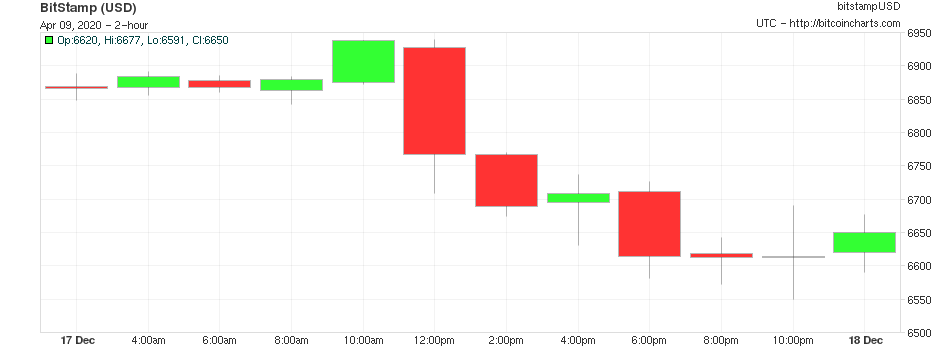 BitStamp (USD)
bitstampUSD
Apr 09, 2020 - 2-hour
UTC - http://bitcoincharts.com
Op:6620, Hi:6677, Lo:6591, Cl:6650
6950
6900
6850
6800
6750
6700
6650
6600
6550
6500
17 Dec 4:00am 6:00am 8:00am 10:00am 12:00pm 2:00pm 4:00pm 6:00pm 8:00pm 10:00pm 18 Dec